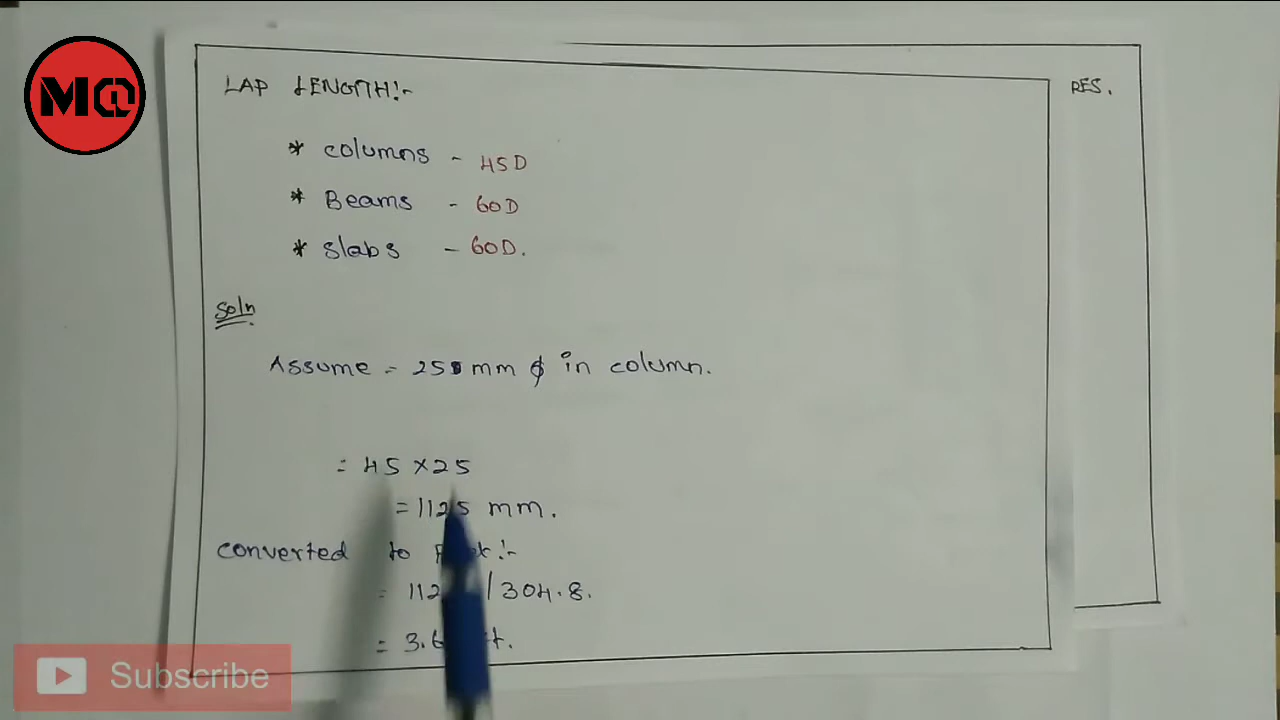 M@
LAP LENGTH:-
RES.
* columns - 45D
* Beams - 60D
* slabs - 60D.
Soln
Assume = 25 mm ϕ in column.
= 45 × 25
= 1125 mm.
converted to
= 112 / 304.8.
= 3.6
Subscribe